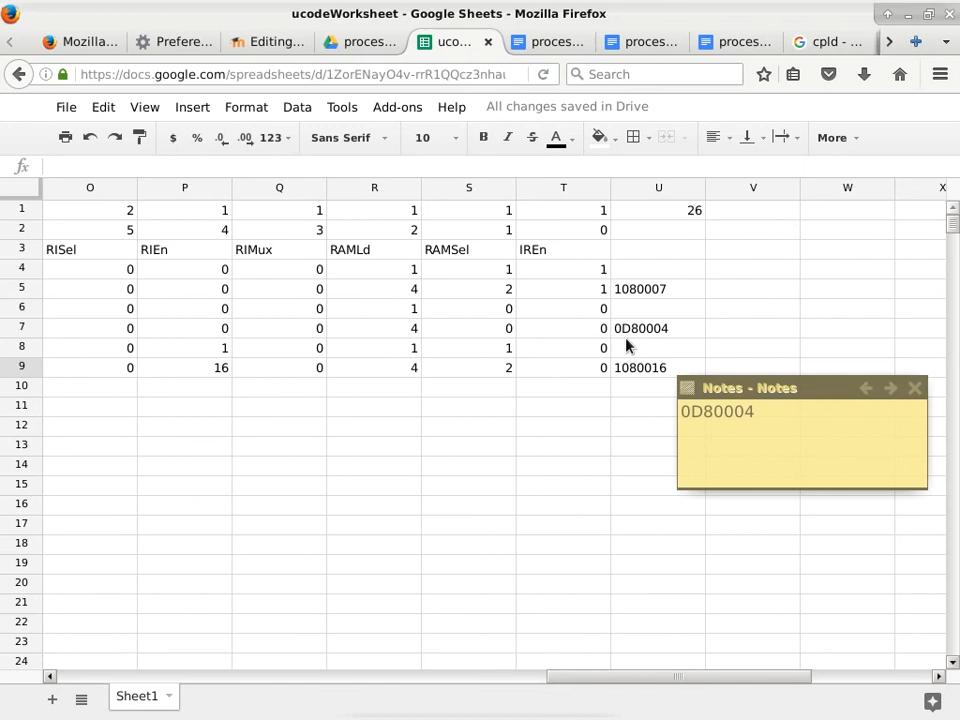 ucodeWorksheet - Google Sheets - Mozilla Firefox
Mozilla... Prefere... Editing... proces... uco... proces... proces... proces... cpld - ...
https://docs.google.com/spreadsheets/d/1ZorENayO4v-rrR1QQcz3nhau Search
File Edit View Insert Format Data Tools Add-ons Help All changes saved in Drive
$ % .0 .00 123 Sans Serif 10 B I S A More
fx
O P Q R S T U V W X
1 2 1 1 1 1 1 26
2 5 4 3 2 1 0
3 RISel RIEn RIMux RAMLd RAMSel IREn
4 0 0 0 1 1 1
5 0 0 0 4 2 1 1080007
6 0 0 0 1 0 0
7 0 0 0 4 0 0 0D80004
8 0 1 0 1 1 0
9 0 16 0 4 2 0 1080016
10
Notes - Notes
11
0D80004
12
13
14
15
16
17
18
19
20
21
22
23
24
Sheet1